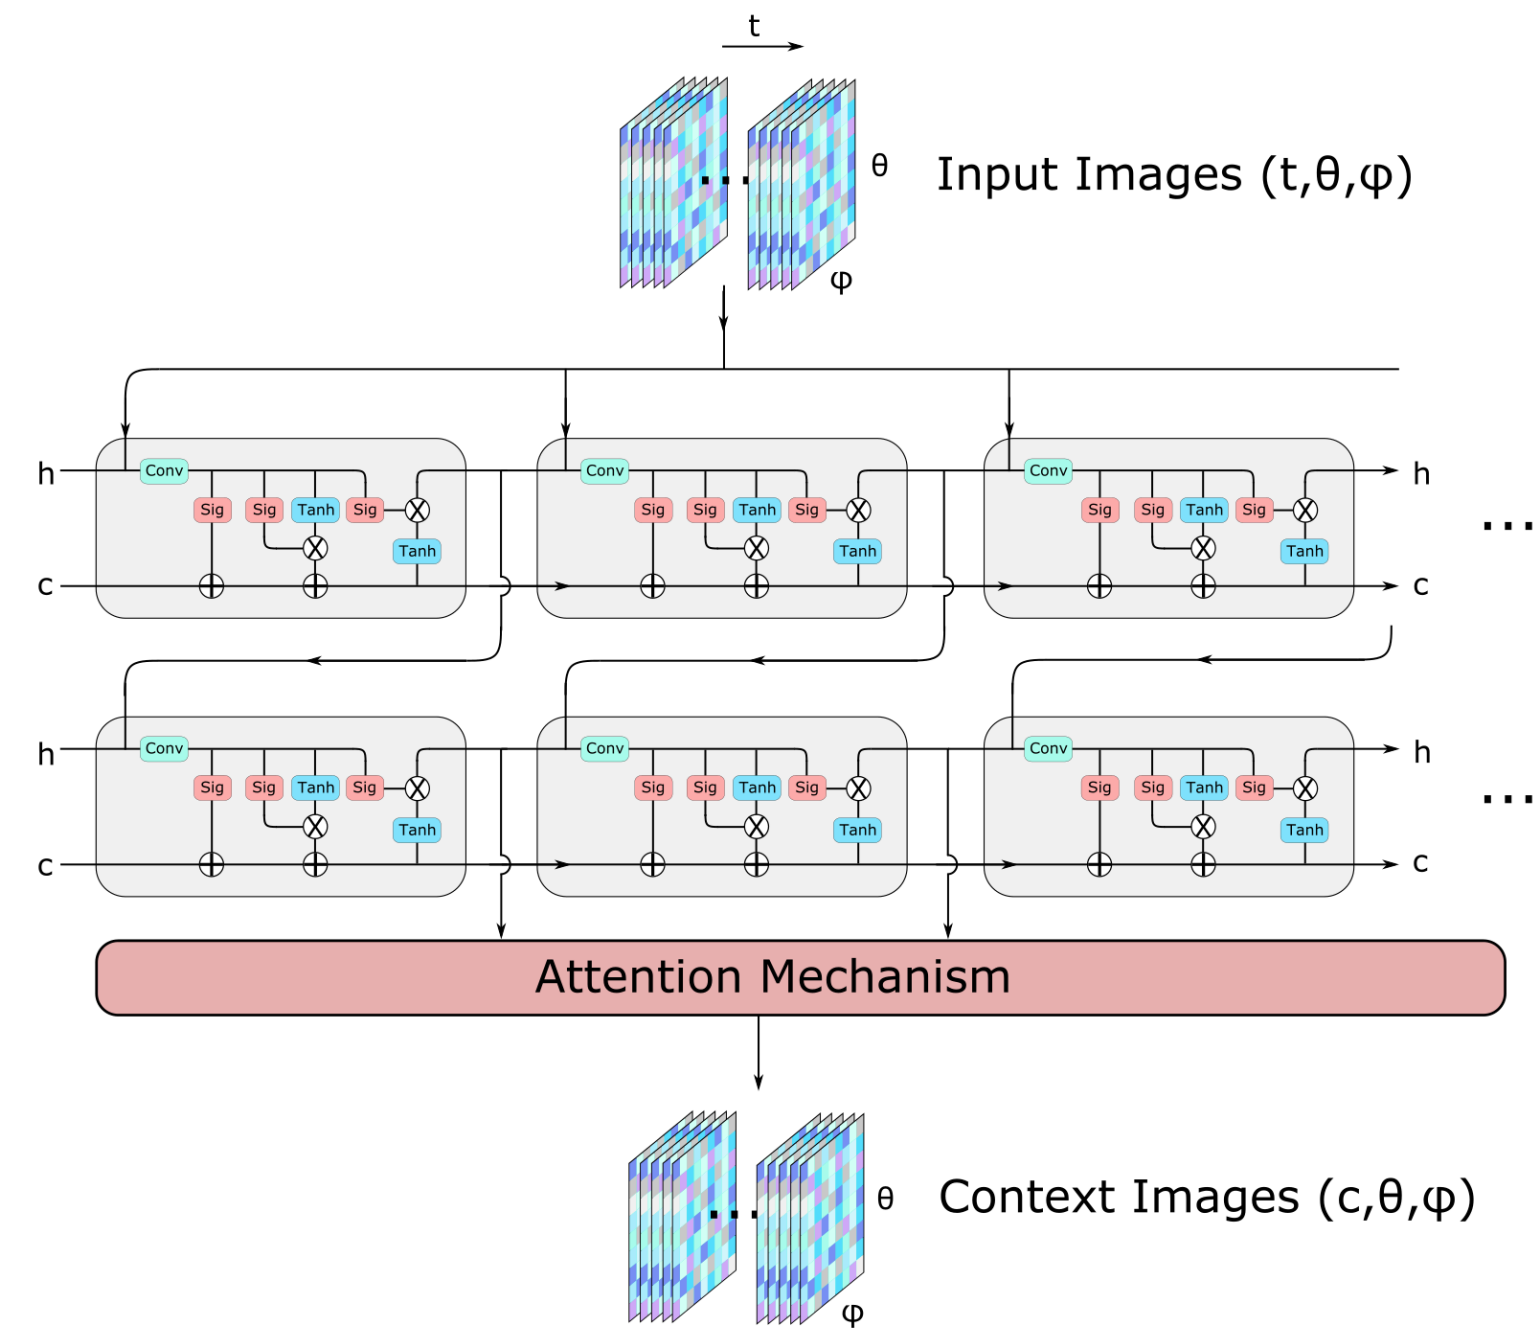 t
θ
Input Images (t,θ,φ)
φ
h Conv Conv Conv h
Sig Sig Tanh Sig Sig Sig Tanh Sig Sig Sig Tanh Sig
...
Tanh Tanh Tanh
c c
h Conv Conv Conv h
Sig Sig Tanh Sig Sig Sig Tanh Sig Sig Sig Tanh Sig
...
Tanh Tanh Tanh
c c
Attention Mechanism
θ
Context Images (c,θ,φ)
φ